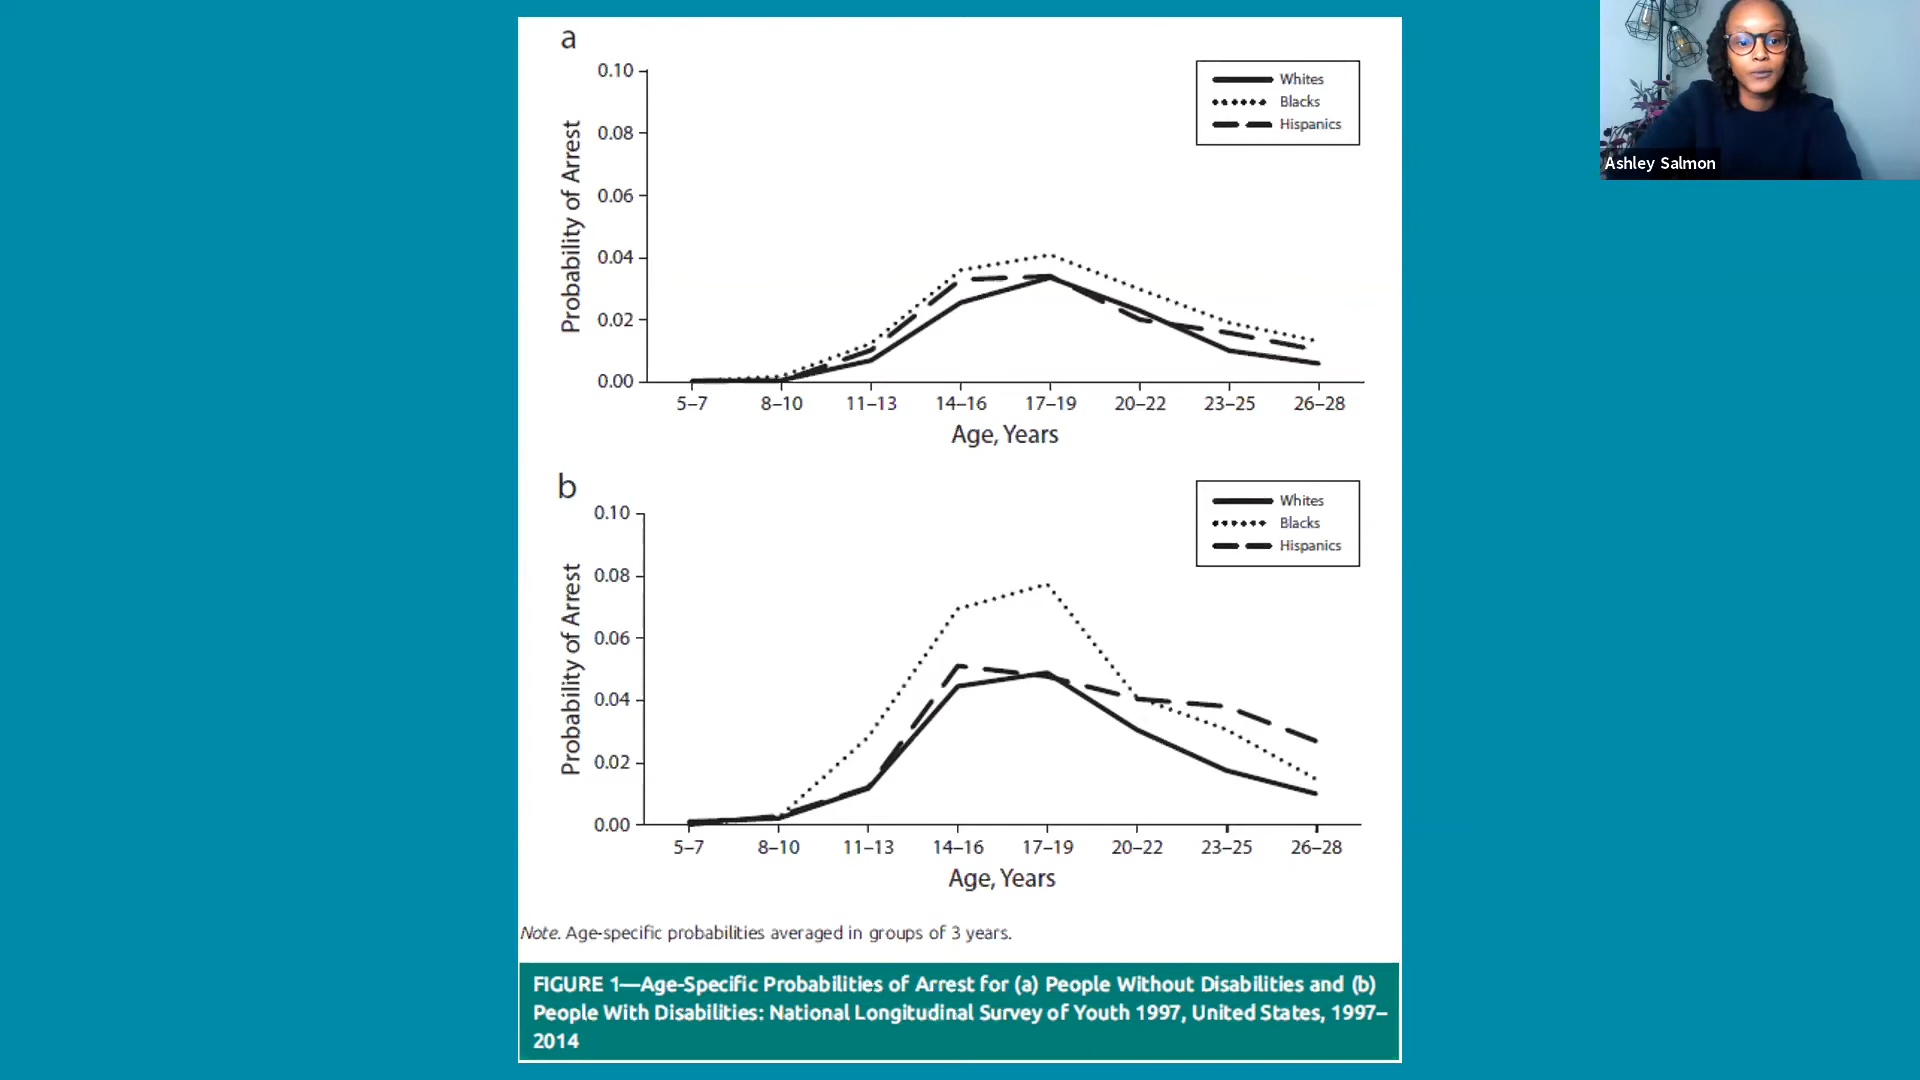 a
0.10
0.08
0.06
0.04
0.02
0.00
Probability of Arrest
Whites
Blacks
Hispanics
5–7 8–10 11–13 14–16 17–19 20–22 23–25 26–28
Age, Years
b
0.10
0.08
0.06
0.04
0.02
0.00
Probability of Arrest
Whites
Blacks
Hispanics
5–7 8–10 11–13 14–16 17–19 20–22 23–25 26–28
Age, Years
Note. Age-specific probabilities averaged in groups of 3 years.
FIGURE 1—Age-Specific Probabilities of Arrest for (a) People Without Disabilities and (b)
People With Disabilities: National Longitudinal Survey of Youth 1997, United States, 1997–
2014
Ashley Salmon